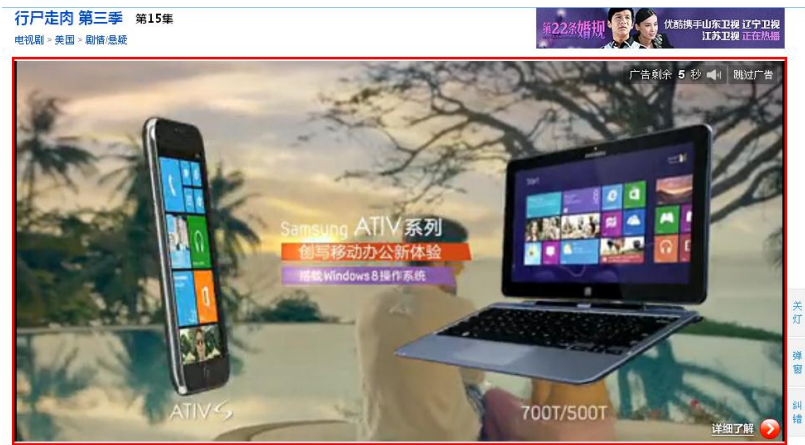 行尸走肉 第三季 第15集
电视剧 > 美国 > 剧情/悬疑
第22条婚规
优酷携手山东卫视 辽宁卫视
江苏卫视 正在热播
广告剩余 5 秒 跳过广告
Start
Samsung ATIV 系列
创写移动办公新体验
搭载Windows8操作系统
ATIV S
700T/500T
详细了解
关灯
弹窗
纠错